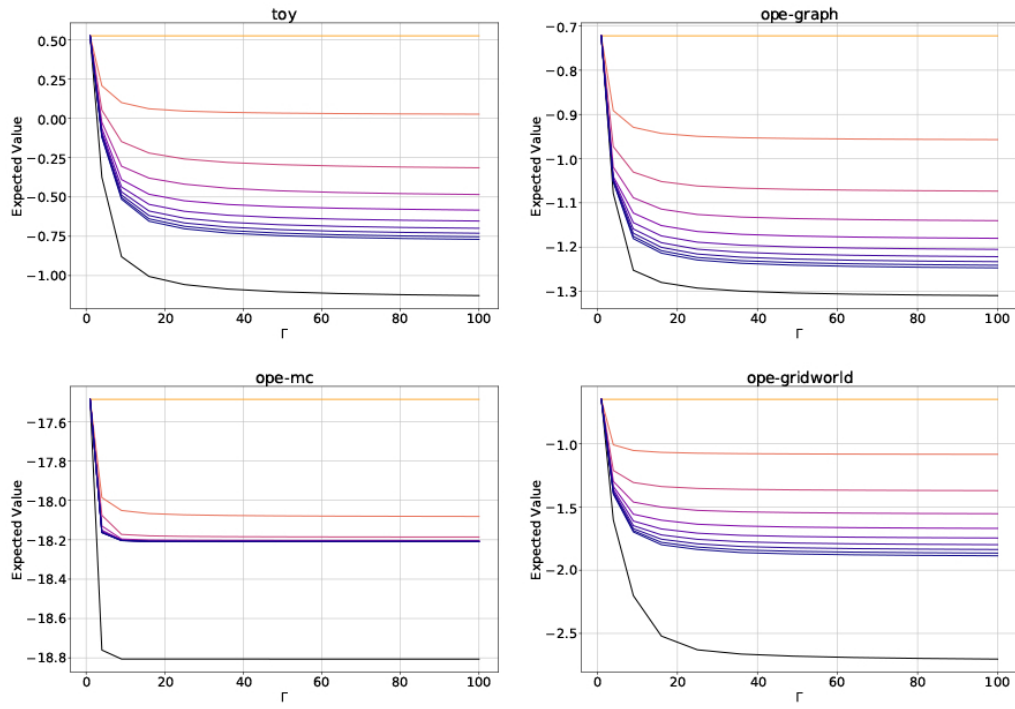 toy
Expected Value
0.50
0.25
0.00
−0.25
−0.50
−0.75
−1.00
0 20 40 60 80 100
Γ
ope-graph
Expected Value
−0.7
−0.8
−0.9
−1.0
−1.1
−1.2
−1.3
0 20 40 60 80 100
Γ
ope-mc
Expected Value
−17.6
−17.8
−18.0
−18.2
−18.4
−18.6
−18.8
0 20 40 60 80 100
Γ
ope-gridworld
Expected Value
−1.0
−1.5
−2.0
−2.5
0 20 40 60 80 100
Γ